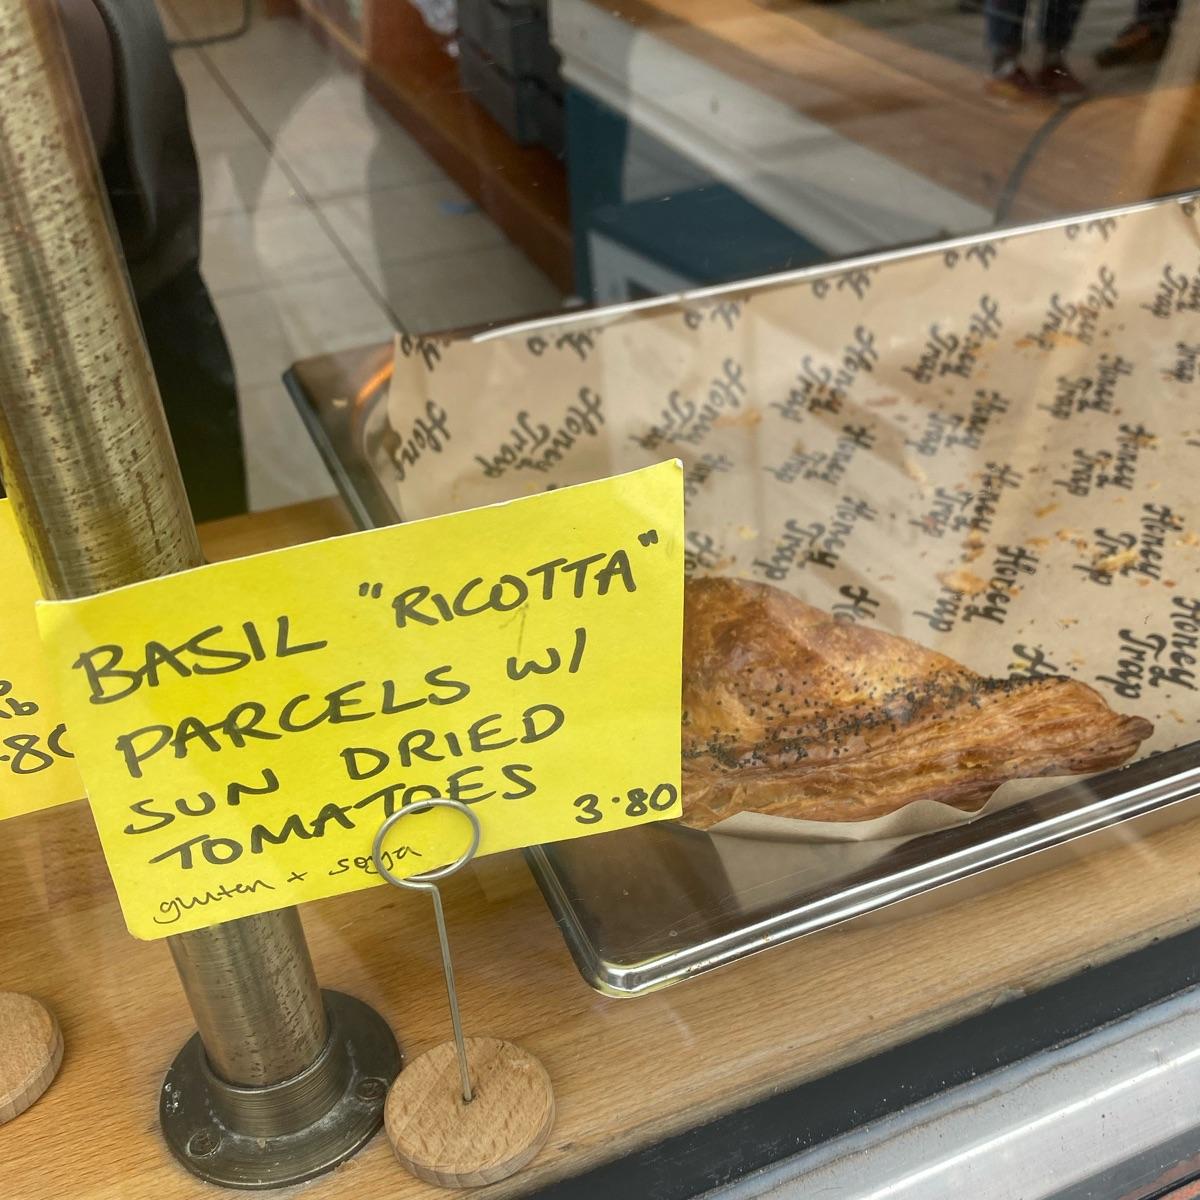 BASIL "RICOTTA"
PARCELS W/
SUN DRIED
TOMATOES
3.80
gluten + soya
Honey
Trap